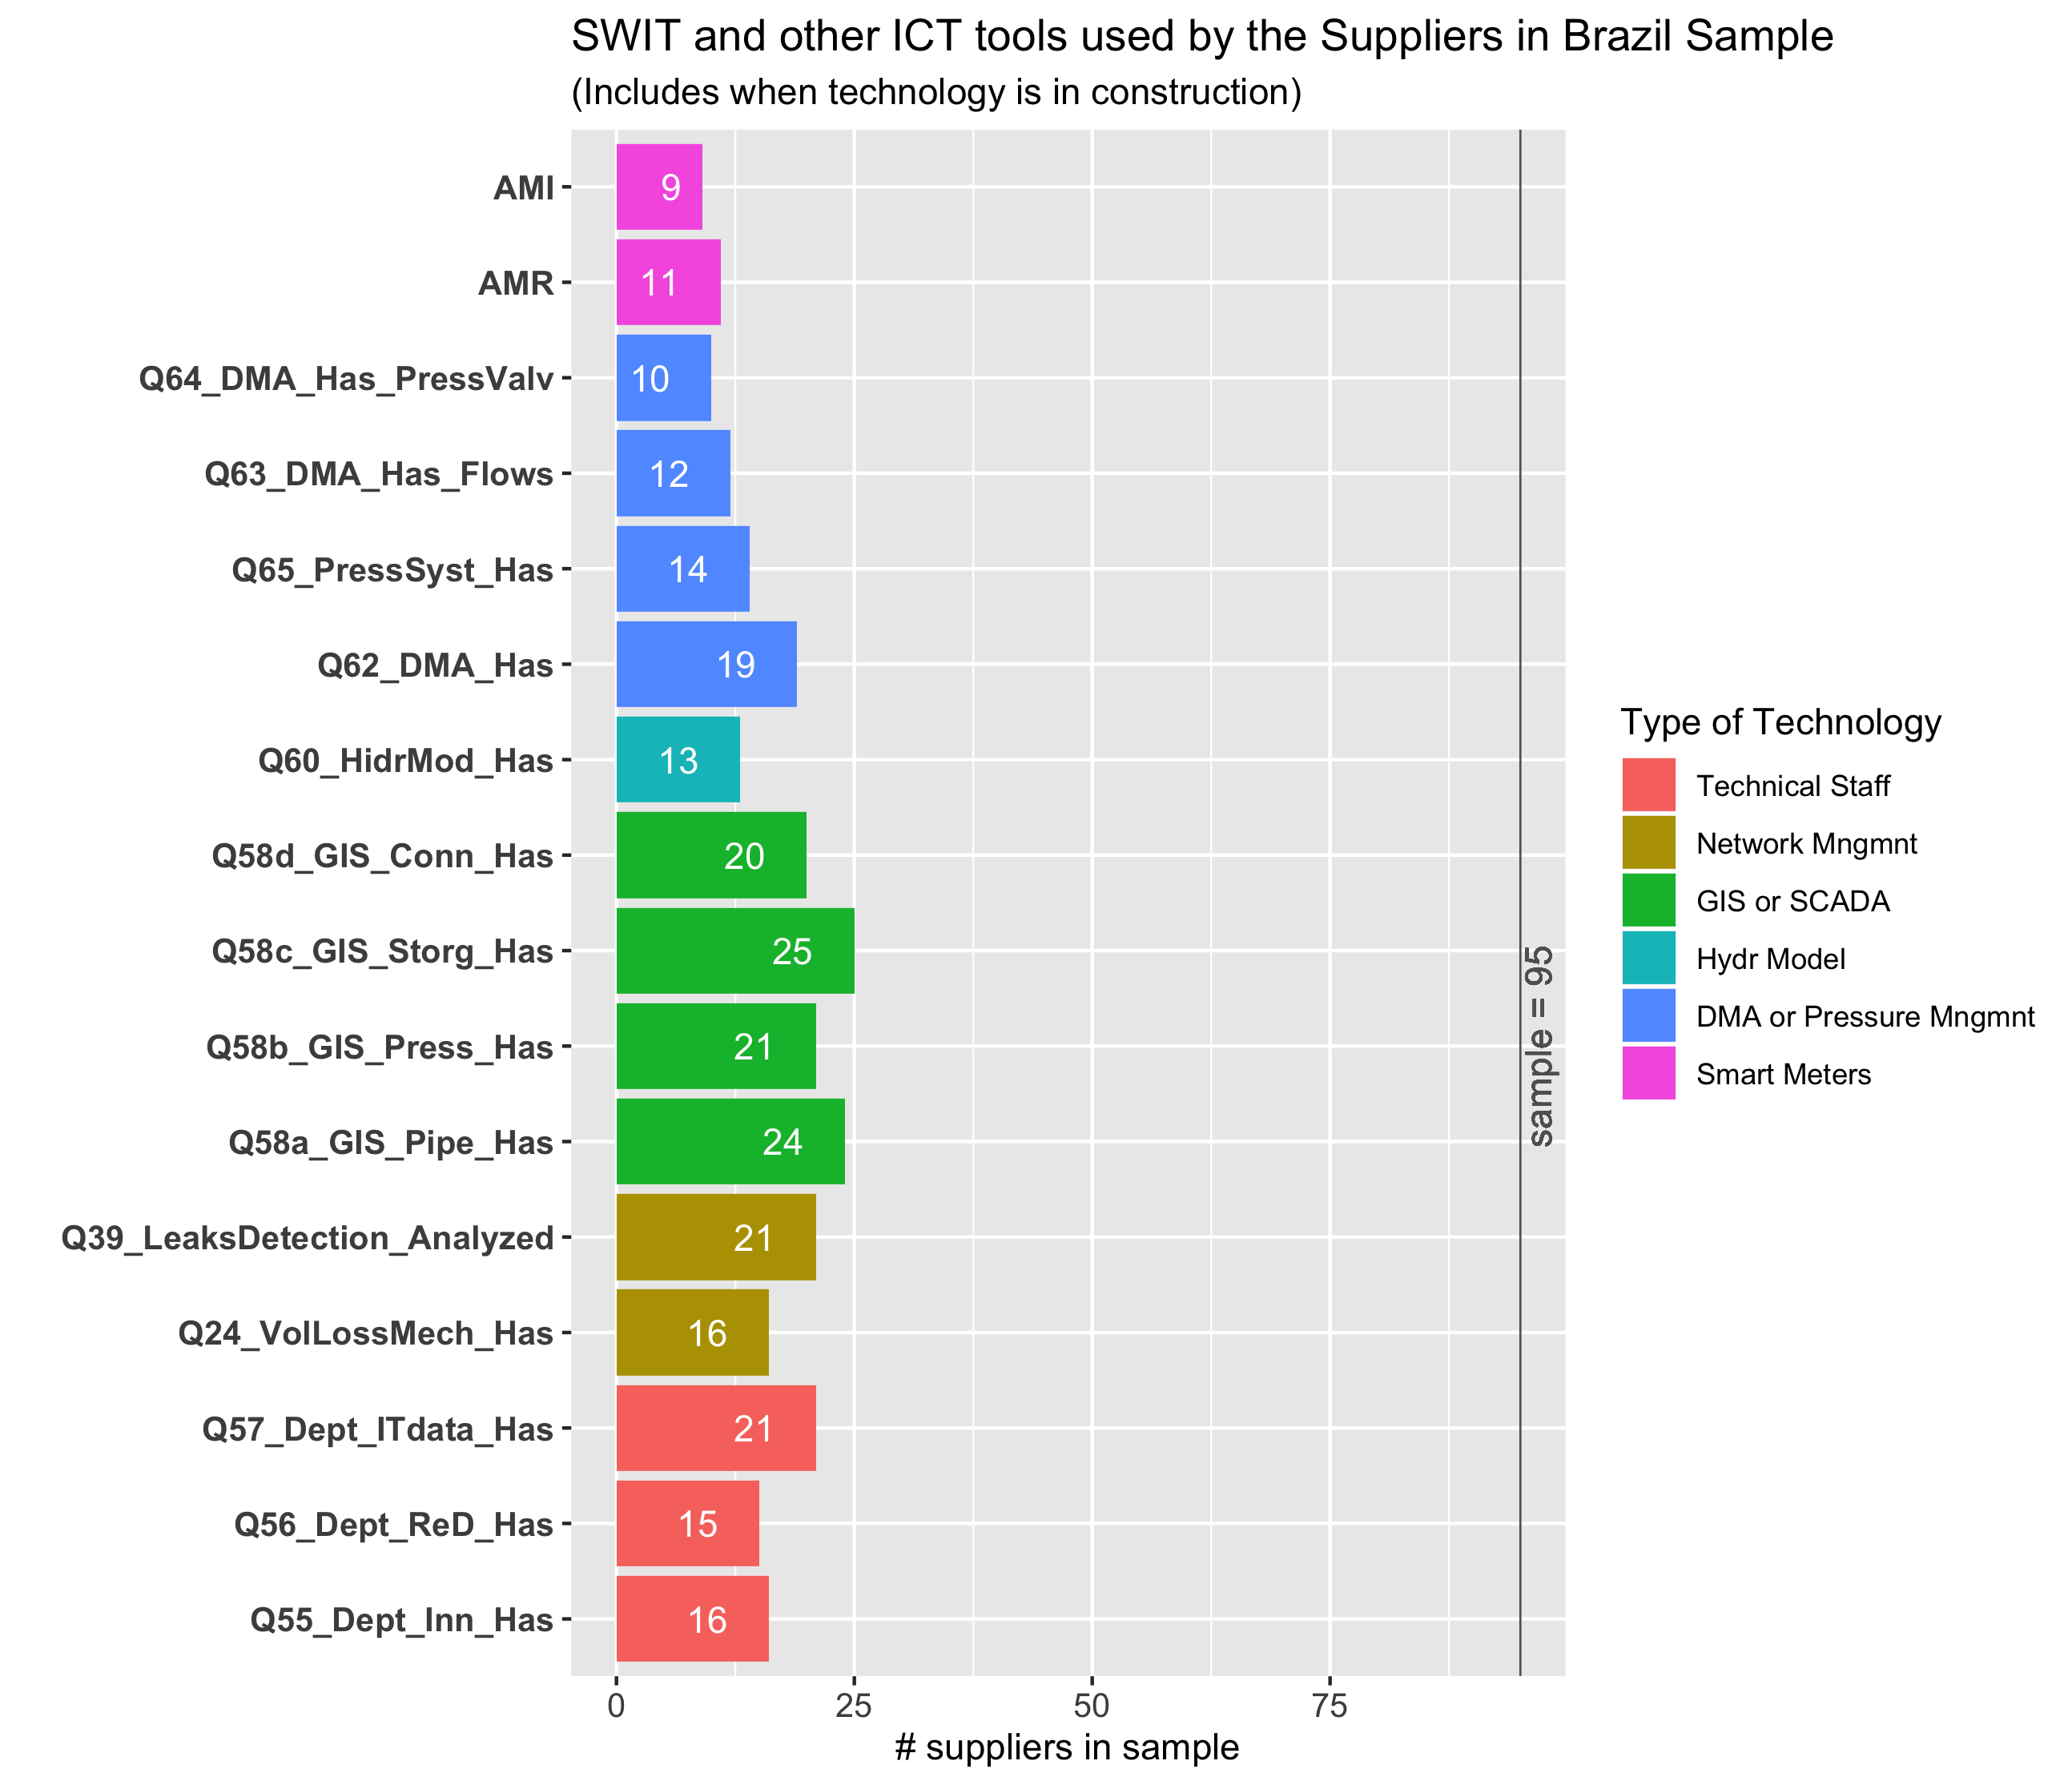 SWIT and other ICT tools used by the Suppliers in Brazil Sample
(Includes when technology is in construction)
AMI
9
AMR
11
Q64_DMA_Has_PressValv
10
Q63_DMA_Has_Flows
12
Q65_PressSyst_Has
14
Q62_DMA_Has
19
Q60_HidrMod_Has
13
Q58d_GIS_Conn_Has
20
Q58c_GIS_Storg_Has
25
Q58b_GIS_Press_Has
21
Q58a_GIS_Pipe_Has
24
Q39_LeaksDetection_Analyzed
21
Q24_VolLossMech_Has
16
Q57_Dept_ITdata_Has
21
Q56_Dept_ReD_Has
15
Q55_Dept_Inn_Has
16
sample = 95
0
25
50
75
# suppliers in sample
Type of Technology
Technical Staff
Network Mngmnt
GIS or SCADA
Hydr Model
DMA or Pressure Mngmnt
Smart Meters